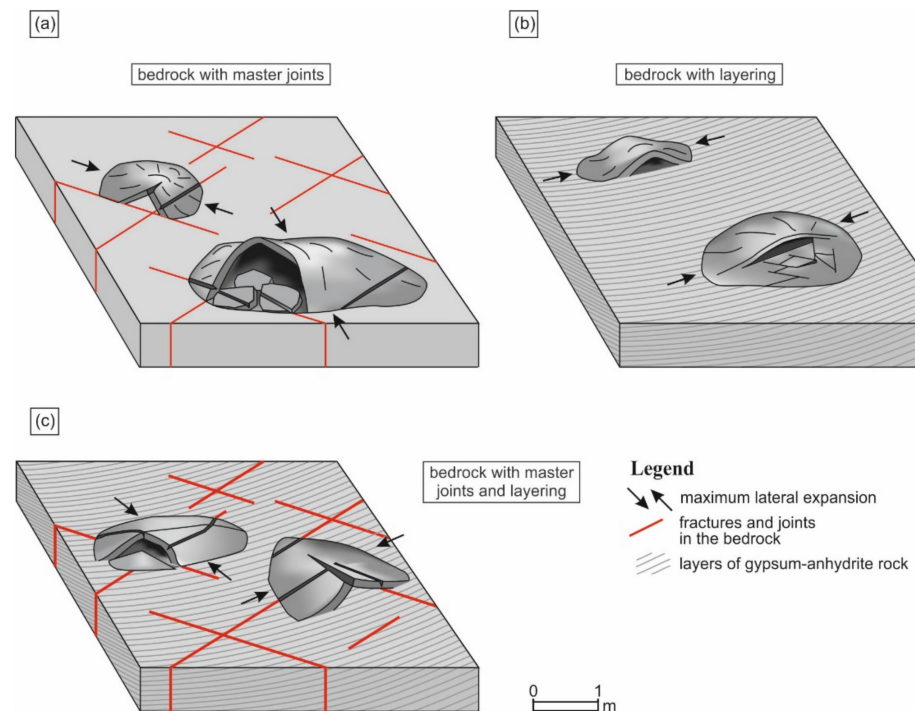 (a)
bedrock with master joints
(b)
bedrock with layering
(c)
bedrock with master
joints and layering
Legend
maximum lateral expansion
fractures and joints
in the bedrock
layers of gypsum-anhydrite rock
0 1
m